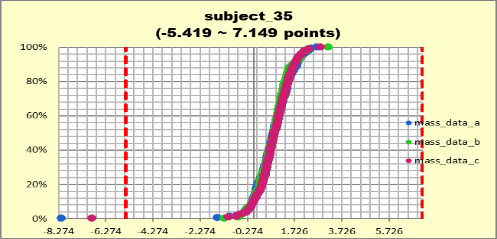 subject_35
(-5.419 ~ 7.149 points)
100%
80%
60%
40%
20%
0%
mass_data_a
mass_data_b
mass_data_c
-8.274 -6.274 -4.274 -2.274 -0.274 1.726 3.726 5.726